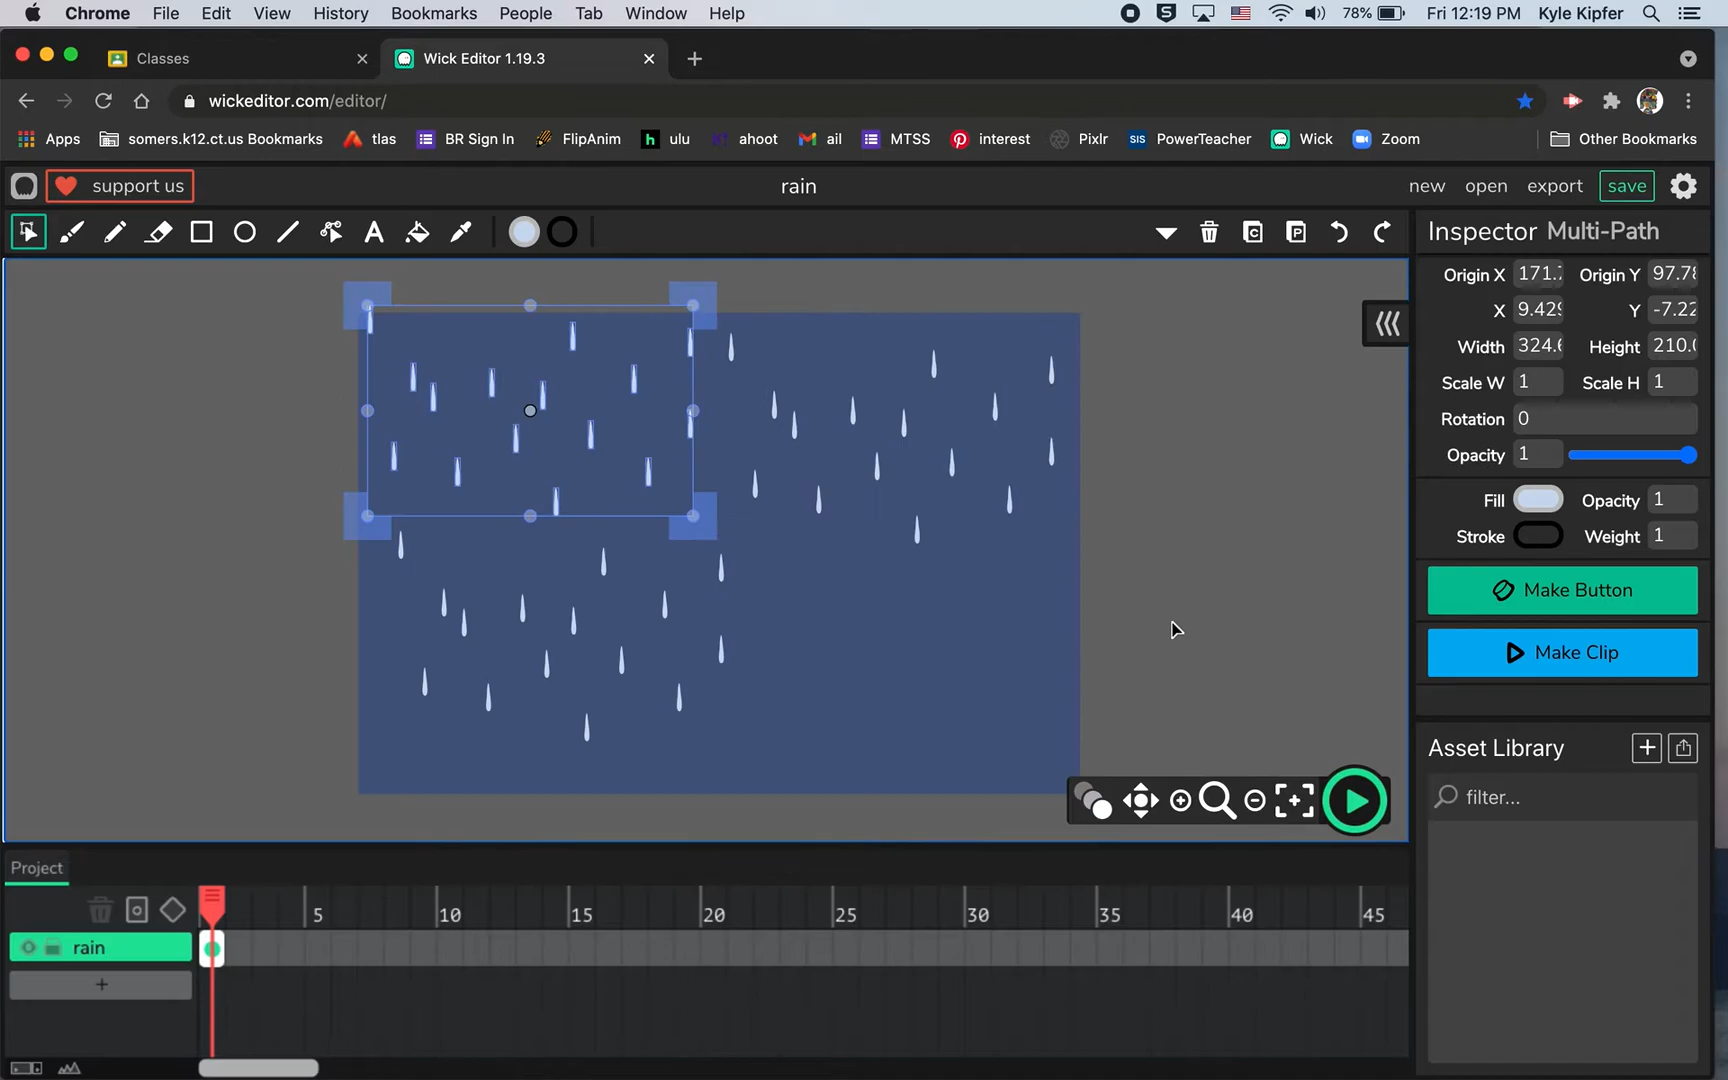 Chrome File Edit View History Bookmarks People Tab Window Help 78% Fri 12:19 PM Kyle Kipfer
Classes Wick Editor 1.19.3
wickeditor.com/editor/
Apps somers.k12.ct.us Bookmarks tlas BR Sign In FlipAnim h ulu ahoot ail MTSS interest Pixlr SIS PowerTeacher Wick Zoom Other Bookmarks
support us rain new open export save
A
Inspector Multi-Path
Origin X 171. Origin Y 97.78
X 9.429 Y -7.22
Width 324.6 Height 210.0
Scale W 1 Scale H 1
Rotation 0
Opacity 1
Fill Opacity 1
Stroke Weight 1
Make Button
Make Clip
Asset Library
filter...
Project
5 10 15 20 25 30 35 40 45
rain
+